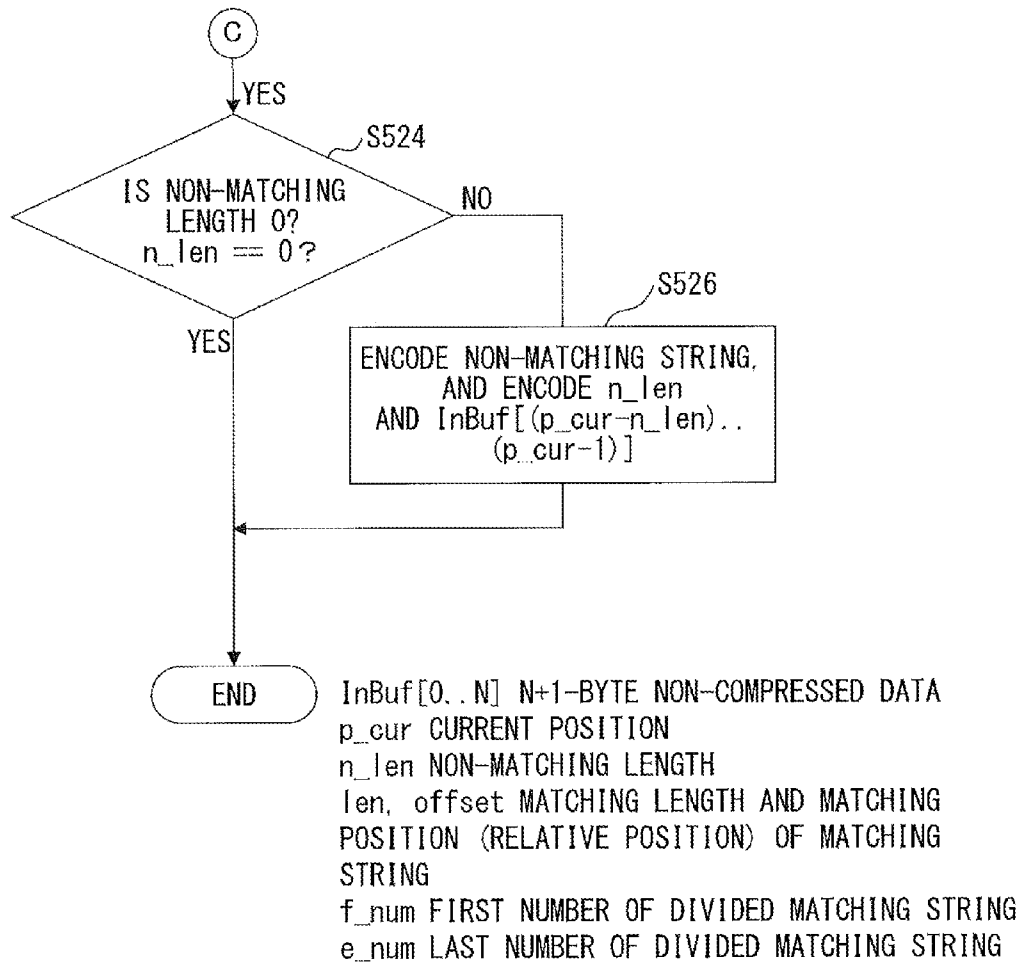 C
YES
S524
IS NON-MATCHING
LENGTH 0?
n_len == 0?
NO
YES
S526
ENCODE NON-MATCHING STRING,
AND ENCODE n_len
AND InBuf[(p_cur-n_len)..
(p_cur-1)]
END
InBuf[0..N] N+1-BYTE NON-COMPRESSED DATA
p_cur CURRENT POSITION
n_len NON-MATCHING LENGTH
len, offset MATCHING LENGTH AND MATCHING
POSITION (RELATIVE POSITION) OF MATCHING
STRING
f_num FIRST NUMBER OF DIVIDED MATCHING STRING
e_num LAST NUMBER OF DIVIDED MATCHING STRING